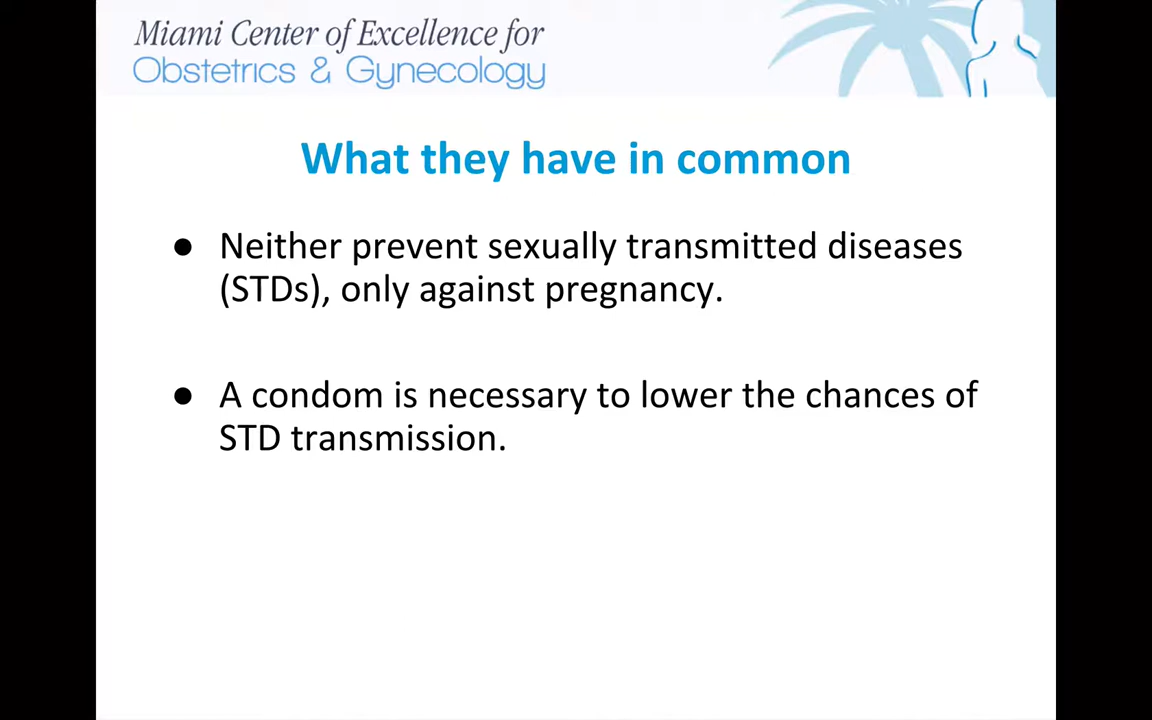 Miami Center of Excellence for
Obstetrics & Gynecology
What they have in common
● Neither prevent sexually transmitted diseases
(STDs), only against pregnancy.
● A condom is necessary to lower the chances of
STD transmission.